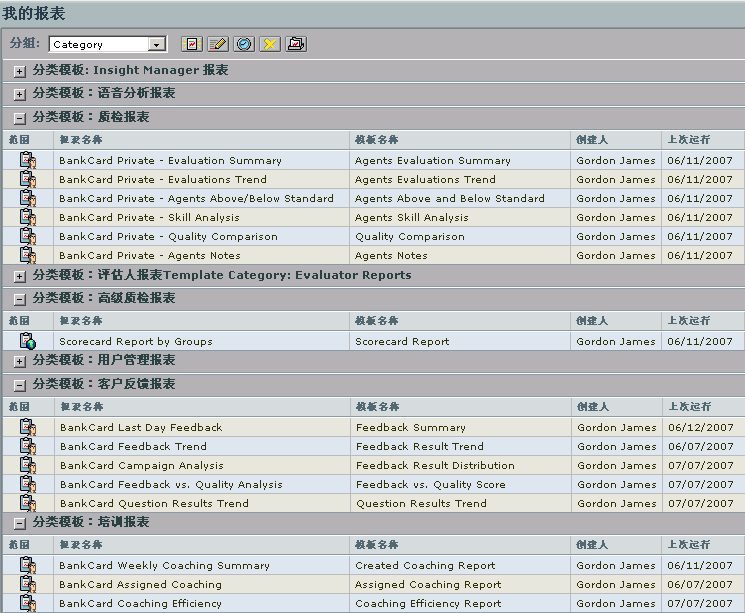 我的报表
分组: Category
分类模板: Insight Manager 报表
分类模板：语音分析报表
分类模板：质检报表
范围 报表名称 模板名称 创建人 上次运行
BankCard Private - Evaluation Summary Agents Evaluation Summary Gordon James 06/11/2007
BankCard Private - Evaluations Trend Agents Evaluations Trend Gordon James 06/11/2007
BankCard Private - Agents Above/Below Standard Agents Above and Below Standard Gordon James 06/11/2007
BankCard Private - Skill Analysis Agents Skill Analysis Gordon James 06/11/2007
BankCard Private - Quality Comparison Quality Comparison Gordon James 06/11/2007
BankCard Private - Agents Notes Agents Notes Gordon James 06/11/2007
分类模板：评估人报表Template Category: Evaluator Reports
分类模板：高级质检报表
范围 报表名称 模板名称 创建人 上次运行
Scorecard Report by Groups Scorecard Report Gordon James 06/11/2007
分类模板：用户管理报表
分类模板：客户反馈报表
范围 报表名称 模板名称 创建人 上次运行
BankCard Last Day Feedback Feedback Summary Gordon James 06/12/2007
BankCard Feedback Trend Feedback Result Trend Gordon James 06/07/2007
BankCard Campaign Analysis Feedback Result Distribution Gordon James 07/07/2007
BankCard Feedback vs. Quality Analysis Feedback vs. Quality Score Gordon James 07/07/2007
BankCard Question Results Trend Question Results Trend Gordon James 07/07/2007
分类模板：培训报表
范围 报表名称 模板名称 创建人 上次运行
BankCard Weekly Coaching Summary Created Coaching Report Gordon James 06/11/2007
BankCard Assigned Coaching Assigned Coaching Report Gordon James 06/07/2007
BankCard Coaching Efficiency Coaching Efficiency Report Gordon James 07/07/2007